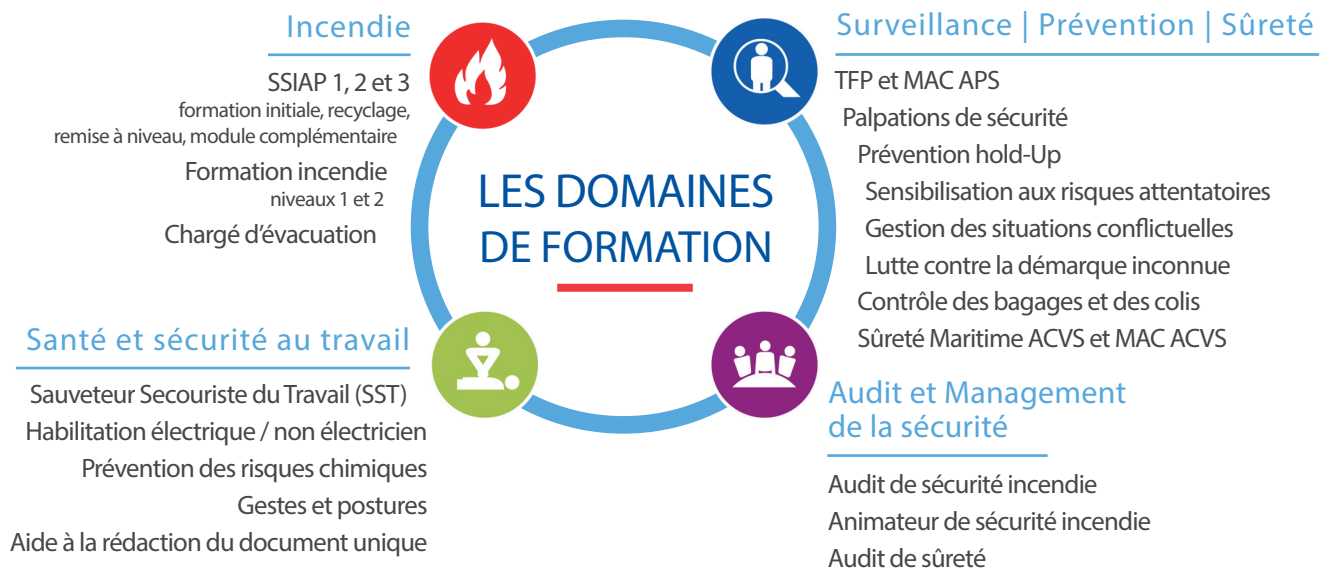 Incendie
SSIAP 1, 2 et 3
formation initiale, recyclage,
remise à niveau, module complémentaire
Formation incendie
niveaux 1 et 2
Chargé d'évacuation
Surveillance | Prévention | Sûreté
TFP et MAC APS
Palpations de sécurité
Prévention hold-Up
Sensibilisation aux risques attentatoires
Gestion des situations conflictuelles
Lutte contre la démarque inconnue
Contrôle des bagages et des colis
Sûreté Maritime ACVS et MAC ACVS
LES DOMAINES
DE FORMATION
Santé et sécurité au travail
Sauveteur Secouriste du Travail (SST)
Habilitation électrique / non électricien
Prévention des risques chimiques
Gestes et postures
Aide à la rédaction du document unique
Audit et Management
de la sécurité
Audit de sécurité incendie
Animateur de sécurité incendie
Audit de sûreté